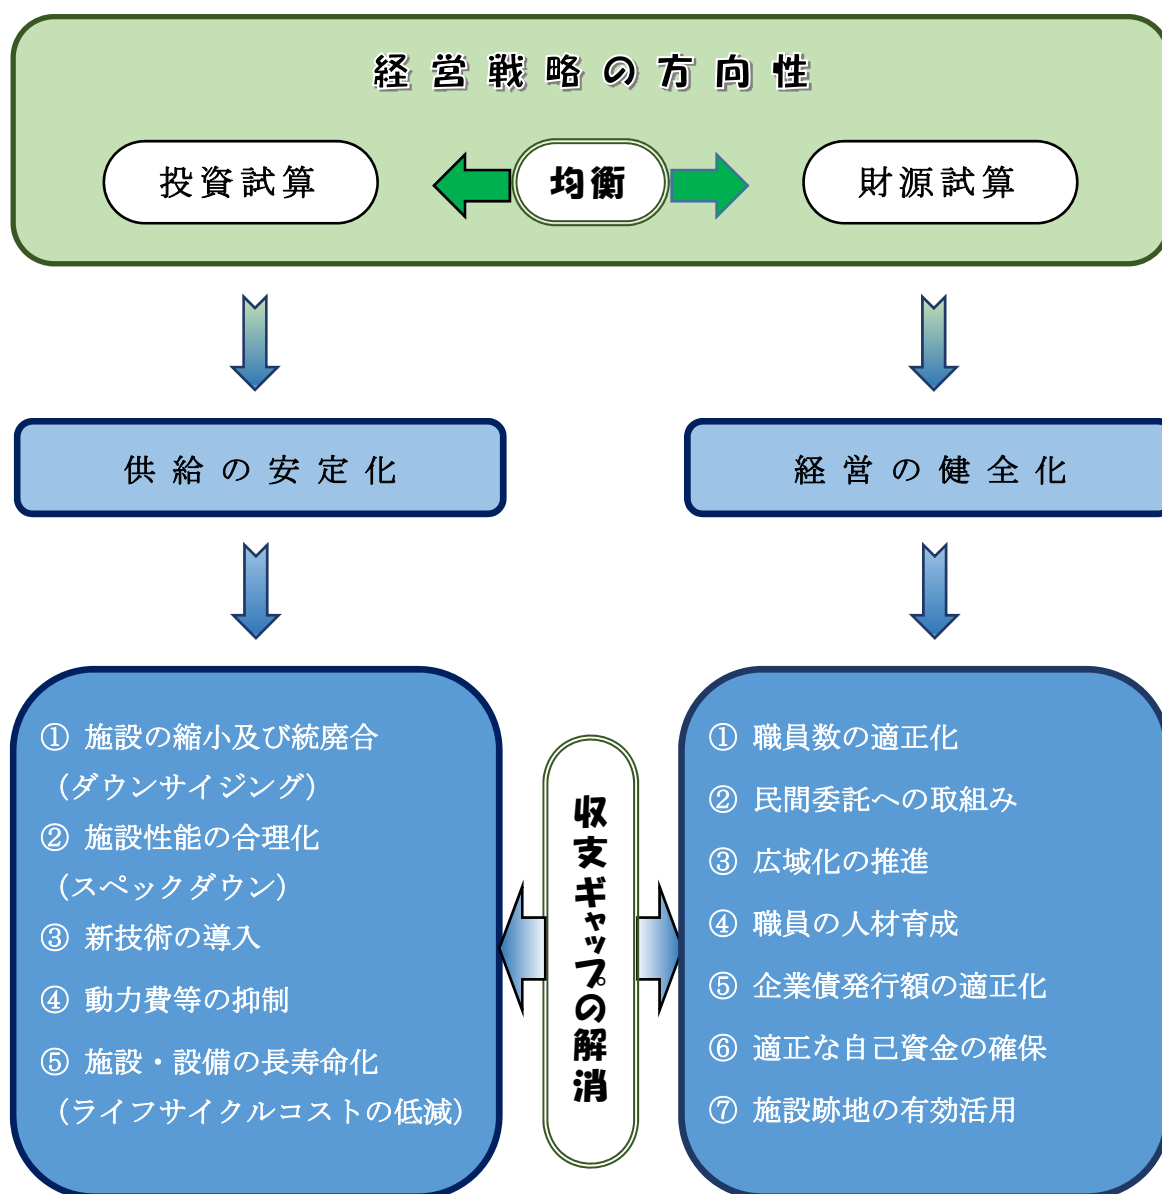 経営戦略の方向性
投資試算
均衡
財源試算
供給の安定化
経営の健全化
① 施設の縮小及び統廃合
（ダウンサイジング）
② 施設性能の合理化
（スペックダウン）
③ 新技術の導入
④ 動力費等の抑制
⑤ 施設・設備の長寿命化
（ライフサイクルコストの低減）
収支ギャップの解消
① 職員数の適正化
② 民間委託への取組み
③ 広域化の推進
④ 職員の人材育成
⑤ 企業債発行額の適正化
⑥ 適正な自己資金の確保
⑦ 施設跡地の有効活用